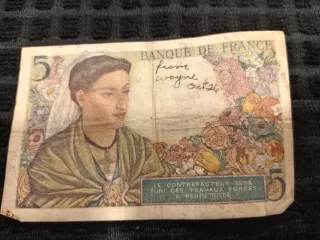 5
BANQUE DE FRANCE
from
wayne
LE CONTREFACTEUR SERA
PUNI DES TRAVAUX FORCÉS
À PERPÉTUITÉ
5